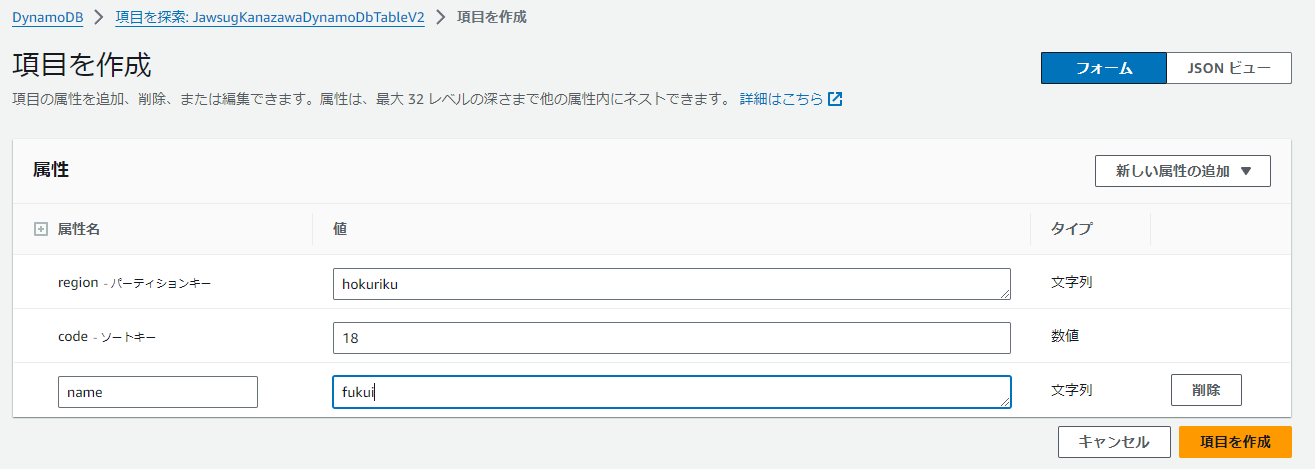 DynamoDB > 項目を探索: JawsugKanazawaDynamoDbTableV2 > 項目を作成
項目を作成
フォーム JSON ビュー
項目の属性を追加、削除、または編集できます。属性は、最大 32 レベルの深さまで他の属性内にネストできます。 詳細はこちら
属性
新しい属性の追加 ▼
属性名 値 タイプ
region - パーティションキー hokuriku 文字列
code - ソートキー 18 数値
name fukui 文字列 削除
キャンセル 項目を作成